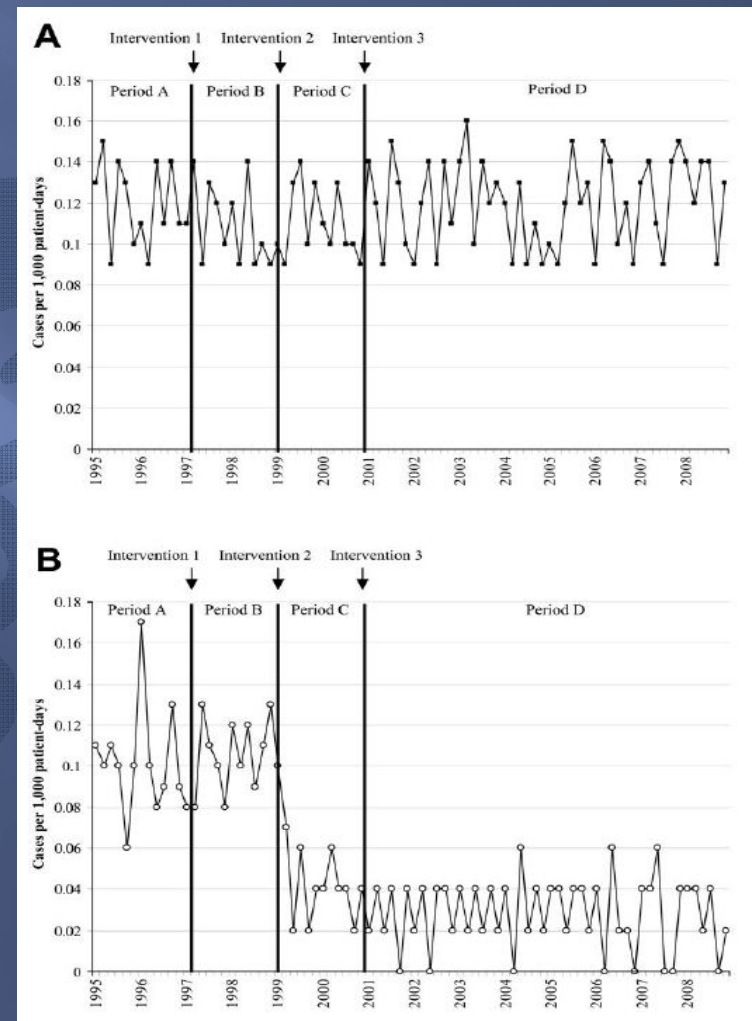 A
Intervention 1 Intervention 2 Intervention 3
0.18
Period A Period B Period C Period D
0.16
0.14
0.12
0.1
0.08
0.06
0.04
0.02
0
Cases per 1,000 patient-days
1995 1996 1997 1998 1999 2000 2001 2002 2003 2004 2005 2006 2007 2008
B
Intervention 1 Intervention 2 Intervention 3
0.18
Period A Period B Period C Period D
0.16
0.14
0.12
0.1
0.08
0.06
0.04
0.02
0
Cases per 1,000 patient-days
1995 1996 1997 1998 1999 2000 2001 2002 2003 2004 2005 2006 2007 2008